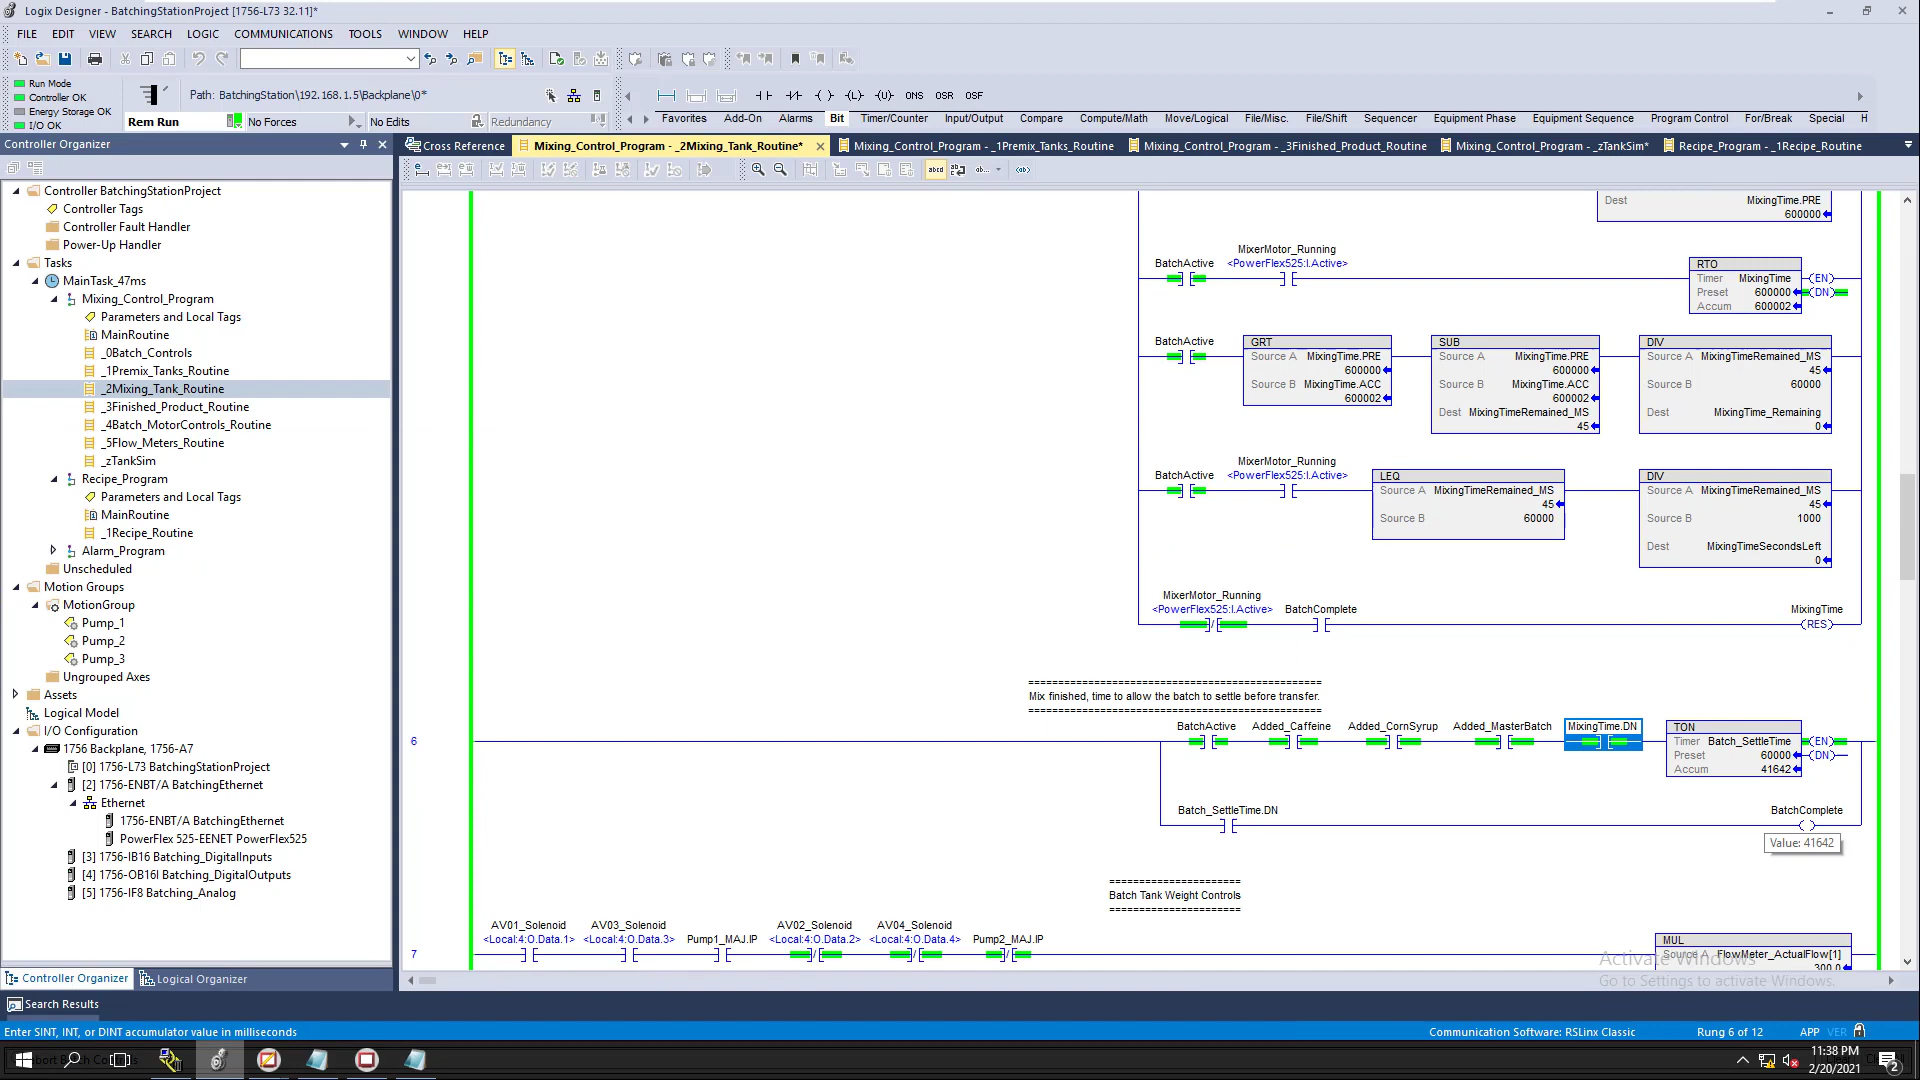 Logix Designer - BatchingStationProject [1756-L73 32.11]*
FILE EDIT VIEW SEARCH LOGIC COMMUNICATIONS TOOLS WINDOW HELP
Run Mode
Controller OK
Energy Storage OK
I/O OK
Path: BatchingStation\192.168.1.5\Backplane\0*
Rem Run No Forces No Edits Redundancy
ONS OSR OSF
Favorites Add-On Alarms Bit Timer/Counter Input/Output Compare Compute/Math Move/Logical File/Misc. File/Shift Sequencer Equipment Phase Equipment Sequence Program Control For/Break Special H
Controller Organizer
Cross Reference Mixing_Control_Program - _2Mixing_Tank_Routine* Mixing_Control_Program - _1Premix_Tanks_Routine Mixing_Control_Program - _3Finished_Product_Routine Mixing_Control_Program - _zTankSim* Recipe_Program - _1Recipe_Routine
Controller BatchingStationProject
Controller Tags
Controller Fault Handler
Power-Up Handler
Tasks
MainTask_47ms
Mixing_Control_Program
Parameters and Local Tags
MainRoutine
_0Batch_Controls
_1Premix_Tanks_Routine
_2Mixing_Tank_Routine
_3Finished_Product_Routine
_4Batch_MotorControls_Routine
_5Flow_Meters_Routine
_zTankSim
Recipe_Program
Parameters and Local Tags
MainRoutine
_1Recipe_Routine
Alarm_Program
Unscheduled
Motion Groups
MotionGroup
Pump_1
Pump_2
Pump_3
Ungrouped Axes
Assets
Logical Model
I/O Configuration
1756 Backplane, 1756-A7
[0] 1756-L73 BatchingStationProject
[2] 1756-ENBT/A BatchingEthernet
Ethernet
1756-ENBT/A BatchingEthernet
PowerFlex 525-EENET PowerFlex525
[3] 1756-IB16 Batching_DigitalInputs
[4] 1756-OB16I Batching_DigitalOutputs
[5] 1756-IF8 Batching_Analog
Controller Organizer Logical Organizer
Dest MixingTime.PRE
600000
MixerMotor_Running
BatchActive <PowerFlex525:I.Active>
RTO
Timer MixingTime (EN)
Preset 600000 (DN)
Accum 600002
BatchActive
GRT
Source A MixingTime.PRE
600000
Source B MixingTime.ACC
600002
SUB
Source A MixingTime.PRE
600000
Source B MixingTime.ACC
600002
Dest MixingTimeRemained_MS
45
DIV
Source A MixingTimeRemained_MS
45
Source B 60000
Dest MixingTime_Remaining
0
MixerMotor_Running
BatchActive <PowerFlex525:I.Active>
LEQ
Source A MixingTimeRemained_MS
45
Source B 60000
DIV
Source A MixingTimeRemained_MS
45
Source B 1000
Dest MixingTimeSecondsLeft
0
MixerMotor_Running
<PowerFlex525:I.Active> BatchComplete MixingTime
(RES)
Mix finished, time to allow the batch to settle before transfer.
BatchActive Added_Caffeine Added_CornSyrup Added_MasterBatch MixingTime.DN
6
TON
Timer Batch_SettleTime (EN)
Preset 60000 (DN)
Accum 41642
Batch_SettleTime.DN BatchComplete
Value: 41642
Batch Tank Weight Controls
AV01_Solenoid AV03_Solenoid AV02_Solenoid AV04_Solenoid
<Local:4:O.Data.1> <Local:4:O.Data.3> Pump1_MAJ.IP <Local:4:O.Data.2> <Local:4:O.Data.4> Pump2_MAJ.IP
7
MUL
Source A FlowMeter_ActualFlow[1]
300.0
Activate Windows
Go to Settings to activate Windows.
Search Results
Enter SINT, INT, or DINT accumulator value in milliseconds
Communication Software: RSLinx Classic Rung 6 of 12 APP VER
11:38 PM
2/20/2021
2